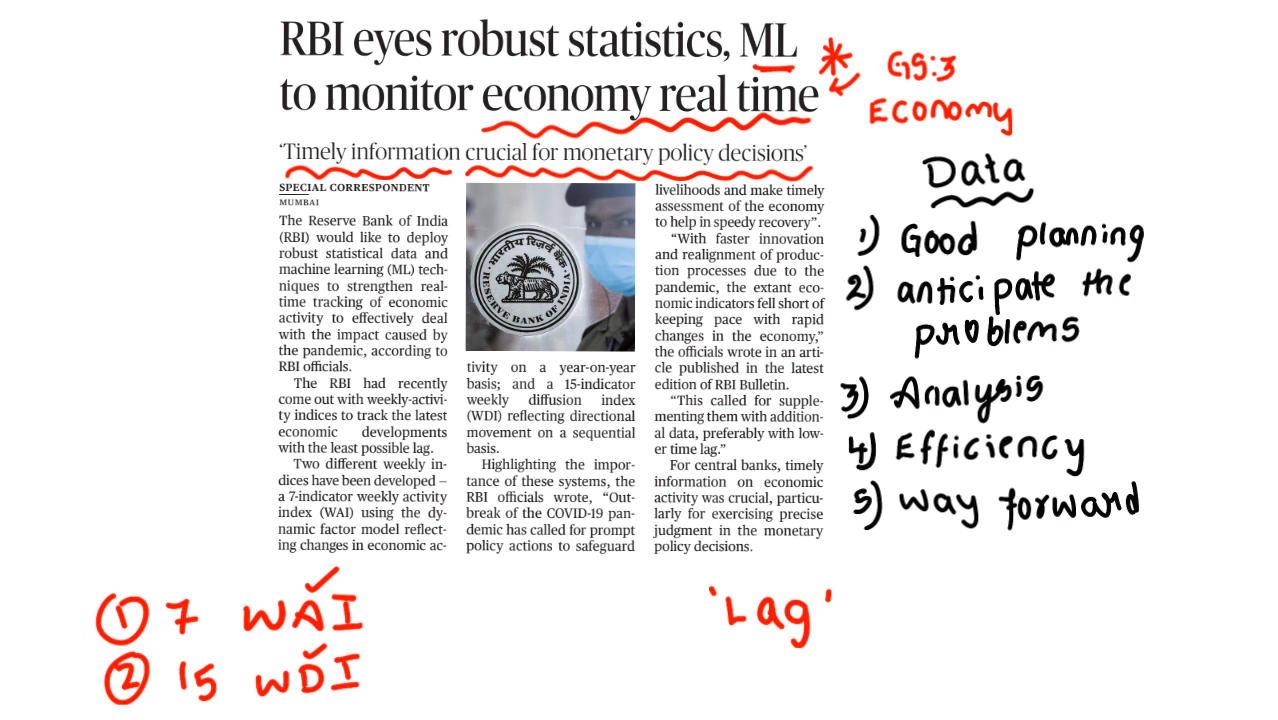 RBI eyes robust statistics, ML
to monitor economy real time
'Timely information crucial for monetary policy decisions'
SPECIAL CORRESPONDENT
MUMBAI
The Reserve Bank of India
(RBI) would like to deploy
robust statistical data and
machine learning (ML) tech-
niques to strengthen real-
time tracking of economic
activity to effectively deal
with the impact caused by
the pandemic, according to
RBI officials.
The RBI had recently
come out with weekly-activi-
ty indices to track the latest
economic developments
with the least possible lag.
Two different weekly in-
dices have been developed –
a 7-indicator weekly activity
index (WAI) using the dy-
namic factor model reflect-
ing changes in economic ac-
भारतीय रिज़र्व बैंक
RESERVE BANK OF INDIA
tivity on a year-on-year
basis; and a 15-indicator
weekly diffusion index
(WDI) reflecting directional
movement on a sequential
basis.
Highlighting the impor-
tance of these systems, the
RBI officials wrote, “Out-
break of the COVID-19 pan-
demic has called for prompt
policy actions to safeguard
livelihoods and make timely
assessment of the economy
to help in speedy recovery”.
“With faster innovation
and realignment of produc-
tion processes due to the
pandemic, the extant eco-
nomic indicators fell short of
keeping pace with rapid
changes in the economy,”
the officials wrote in an arti-
cle published in the latest
edition of RBI Bulletin.
“This called for supple-
menting them with addition-
al data, preferably with low-
er time lag.”
For central banks, timely
information on economic
activity was crucial, particu-
larly for exercising precise
judgment in the monetary
policy decisions.
GS:3
Economy
Data
1) Good planning
2) anticipate the
problems
3) Analysis
4) Efficiency
5) way forward
1 7 WAI
2 15 WDI
'Lag'